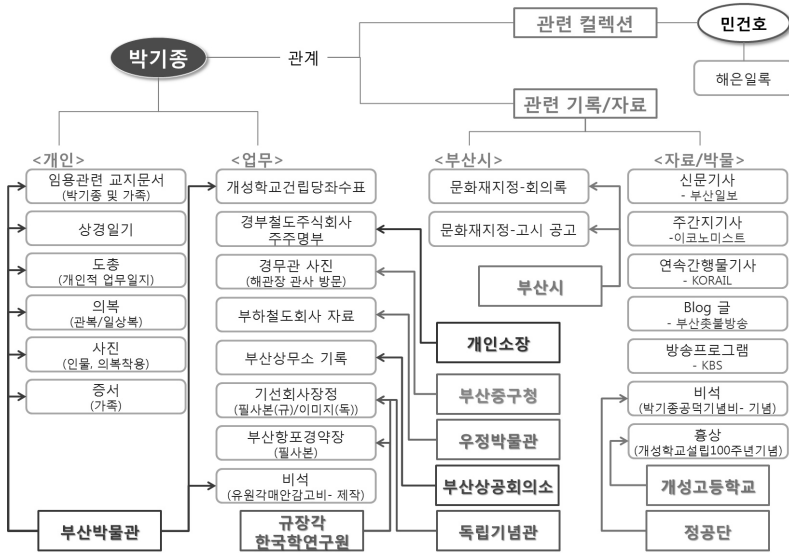 관련 컬렉션
민건호
해은일록
박기종
관계
관련 기록/자료
<개인>
임용관련 교지문서
(박기종 및 가족)
상경일기
도총
(개인적 업무일지)
의복
(관복/일상복)
사진
(인물, 의복착용)
증서
(가족)
부산박물관
<업무>
개성학교건립당좌수표
경부철도주식회사
주주명부
경무관 사진
(해관장 관사 방문)
부하철도회사 자료
부산상무소 기록
기선회사장정
(필사본(규)/이미지(독))
부산항포경약장
(필사본)
비석
(유원각매안감고비- 제작)
규장각
한국학연구원
<부산시>
문화재지정-회의록
문화재지정-고시 공고
부산시
개인소장
부산중구청
우정박물관
부산상공회의소
독립기념관
<자료/박물>
신문기사
- 부산일보
주간지기사
-이코노미스트
연속간행물기사
- KORAIL
Blog 글
- 부산촛불방송
방송프로그램
- KBS
비석
(박기종공덕기념비- 기념)
흉상
(개성학교설립100주년기념)
개성고등학교
정공단